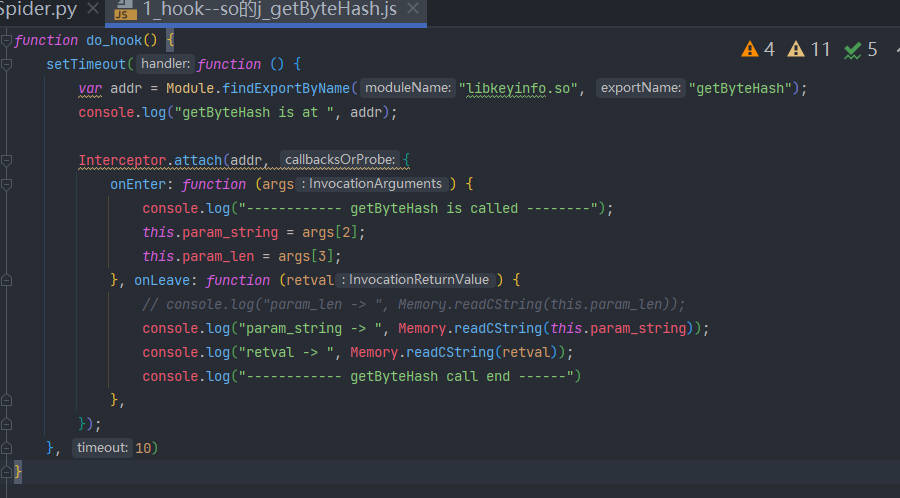 Spider.py × JS 1_hook--so的j_getByteHash.js ×
function do_hook() {
4 11 5
setTimeout( handler: function () {
var addr = Module.findExportByName( moduleName: "libkeyinfo.so", exportName: "getByteHash");
console.log("getByteHash is at ", addr);
Interceptor.attach(addr, callbacksOrProbe: {
onEnter: function (args : InvocationArguments ) {
console.log("------------ getByteHash is called --------");
this.param_string = args[2];
this.param_len = args[3];
}, onLeave: function (retval : InvocationReturnValue ) {
// console.log("param_len -> ", Memory.readCString(this.param_len));
console.log("param_string -> ", Memory.readCString(this.param_string));
console.log("retval -> ", Memory.readCString(retval));
console.log("------------ getByteHash call end ------")
},
});
}, timeout: 10)
}